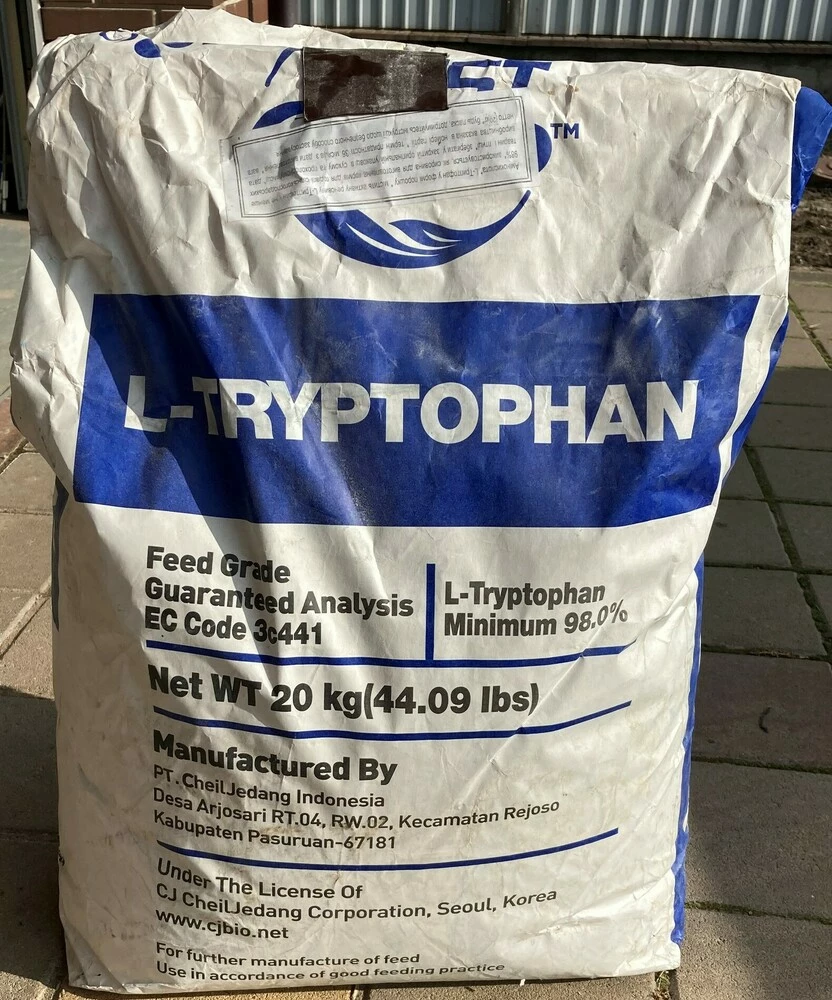 TM
L-TRYPTOPHAN
Feed Grade
Guaranteed Analysis
EC Code 3c441
L-Tryptophan
Minimum 98.0%
Net WT 20 kg(44.09 lbs)
Manufactured By
PT.CheilJedang Indonesia
Desa Arjosari RT.04, RW.02, Kecamatan Rejoso
Kabupaten Pasuruan-67181
Under The License Of
CJ CheilJedang Corporation, Seoul, Korea
www.cjbio.net
For further manufacture of feed
Use in accordance of good feeding practice